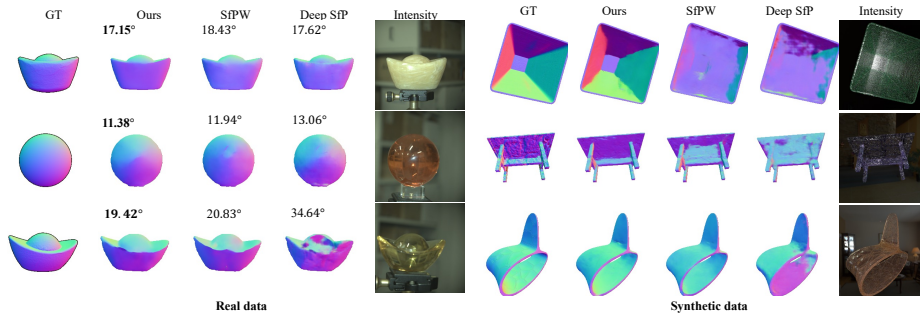 GT Ours SfPW Deep SfP Intensity GT Ours SfPW Deep SfP Intensity
17.15° 18.43° 17.62°
11.38° 11.94° 13.06°
19.42° 20.83° 34.64°
Real data Synthetic data